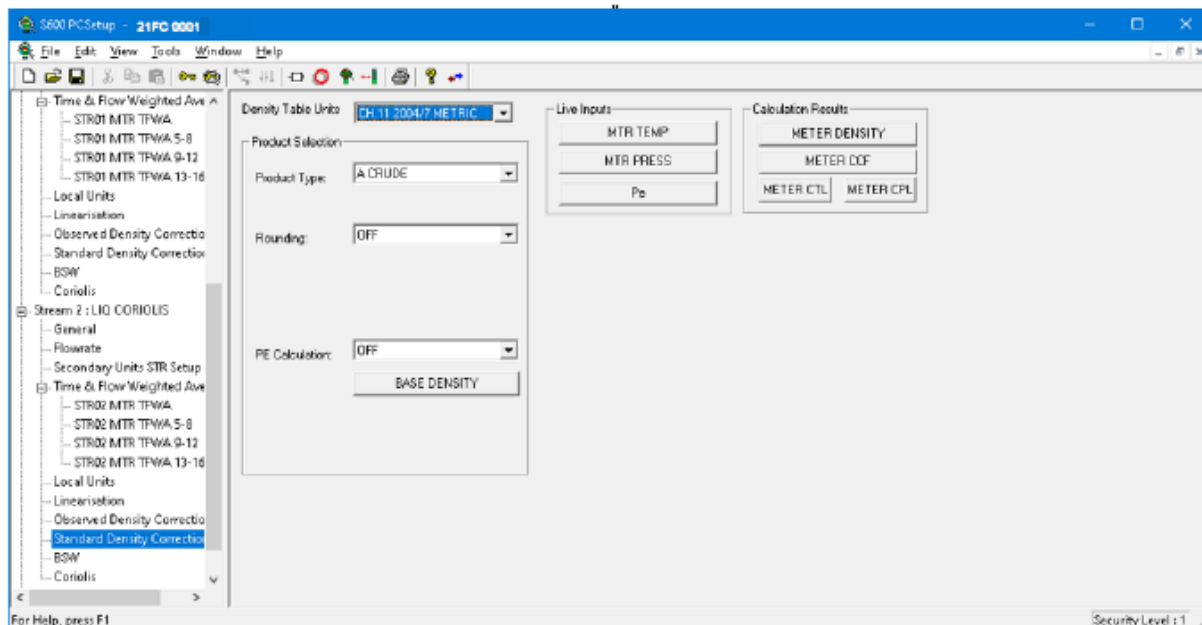 S600 PCSetup - 21FC 0001
File Edit View Tools Window Help
Time & Flow Weighted Ave
STR01 MTR TFWA
STR01 MTR TFWA 5-8
STR01 MTR TFWA 9-12
STR01 MTR TFWA 13-16
Local Units
Linearisation
Observed Density Correctio
Standard Density Correction
BSW
Coriolis
Stream 2 : LIQ CORIOLIS
General
Flowrate
Secondary Units STR Setup
Time & Flow Weighted Ave
STR02 MTR TFWA
STR02 MTR TFWA 5-8
STR02 MTR TFWA 9-12
STR02 MTR TFWA 13-16
Local Units
Linearisation
Observed Density Correctio
Standard Density Correction
BSW
Coriolis
Density Table Units CH.11 2004/7 METRIC
Product Selection
Product Type: A CRUDE
Rounding: OFF
PE Calculation: OFF
BASE DENSITY
Live Inputs
MTR TEMP
MTR PRESS
Pe
Calculation Results
METER DENSITY
METER CCF
METER CTL METER CPL
For Help, press F1 Security Level : 1